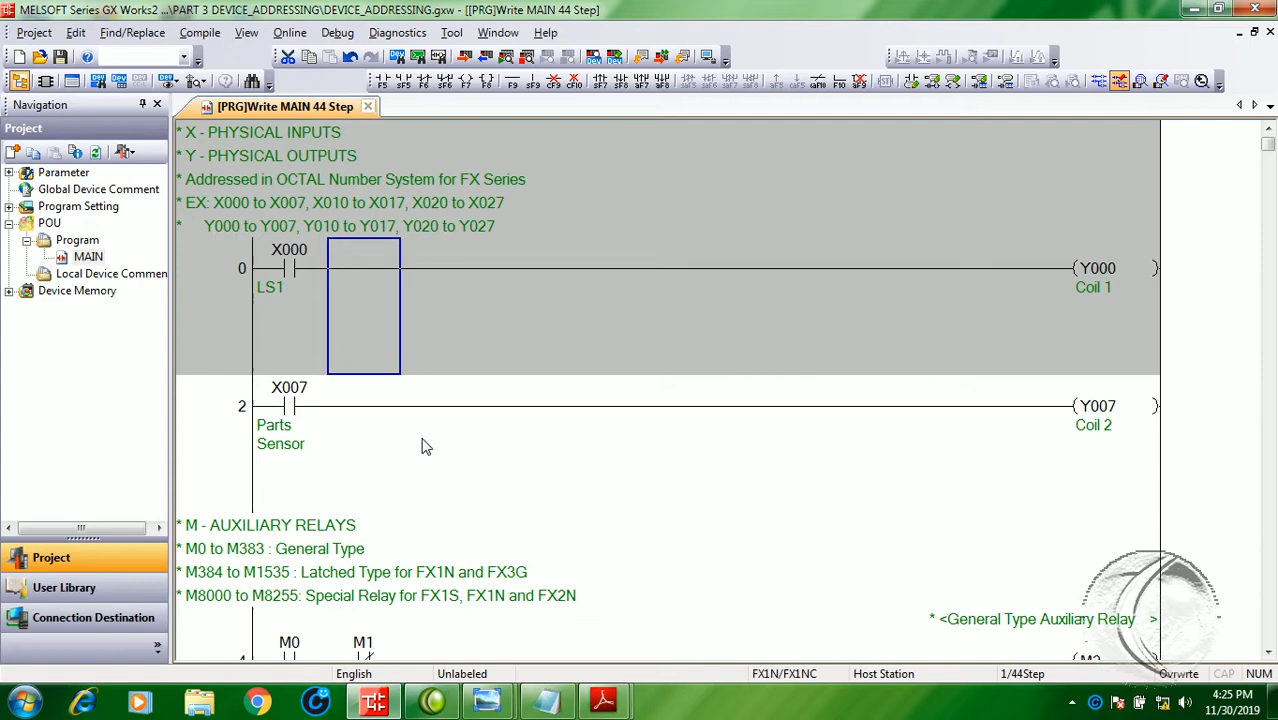 MELSOFT Series GX Works2 ...\PART 3 DEVICE_ADDRESSING\DEVICE_ADDRESSING.gxw - [[PRG]Write MAIN 44 Step]
Project Edit Find/Replace Compile View Online Debug Diagnostics Tool Window Help
Navigation
[PRG]Write MAIN 44 Step
Project
Parameter
Global Device Comment
Program Setting
POU
Program
MAIN
Local Device Commen
Device Memory
Project
User Library
Connection Destination
* X - PHYSICAL INPUTS
* Y - PHYSICAL OUTPUTS
* Addressed in OCTAL Number System for FX Series
* EX: X000 to X007, X010 to X017, X020 to X027
* Y000 to Y007, Y010 to Y017, Y020 to Y027
X000
0 Y000
LS1 Coil 1
X007
2 Y007
Parts Coil 2
Sensor
* M - AUXILIARY RELAYS
* M0 to M383 : General Type
* M384 to M1535 : Latched Type for FX1N and FX3G
* M8000 to M8255: Special Relay for FX1S, FX1N and FX2N
* <General Type Auxiliary Relay >
M0 M1
English Unlabeled FX1N/FX1NC Host Station 1/44Step Ovrwrte CAP NUM
4:25 PM
11/30/2019